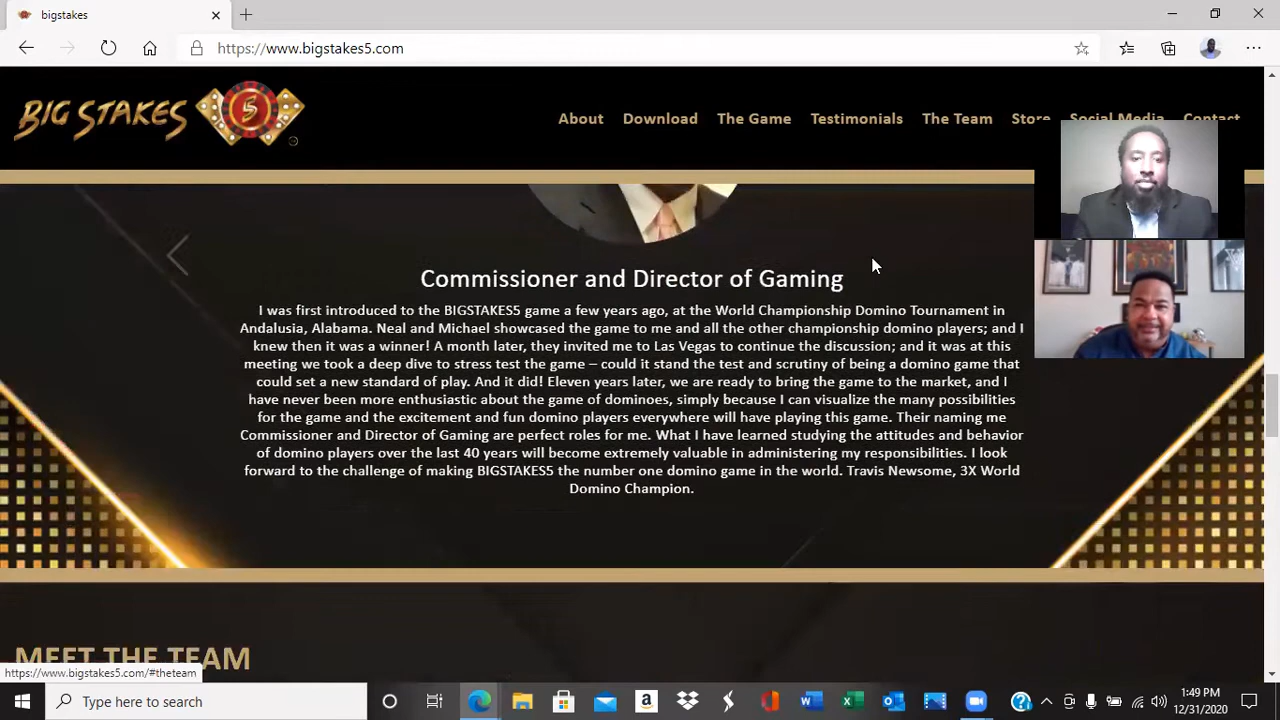 bigstakes
https://www.bigstakes5.com
BIG STAKES 5
About Download The Game Testimonials The Team Store Social Media Contact
Commissioner and Director of Gaming
I was first introduced to the BIGSTAKES5 game a few years ago, at the World Championship Domino Tournament in
Andalusia, Alabama. Neal and Michael showcased the game to me and all the other championship domino players; and I
knew then it was a winner! A month later, they invited me to Las Vegas to continue the discussion; and it was at this
meeting we took a deep dive to stress test the game – could it stand the test and scrutiny of being a domino game that
could set a new standard of play. And it did! Eleven years later, we are ready to bring the game to the market, and I
have never been more enthusiastic about the game of dominoes, simply because I can visualize the many possibilities
for the game and the excitement and fun domino players everywhere will have playing this game. Their naming me
Commissioner and Director of Gaming are perfect roles for me. What I have learned studying the attitudes and behavior
of domino players over the last 40 years will become extremely valuable in administering my responsibilities. I look
forward to the challenge of making BIGSTAKES5 the number one domino game in the world. Travis Newsome, 3X World
Domino Champion.
MEET THE TEAM
https://www.bigstakes5.com/#theteam
Type here to search
1:49 PM
12/31/2020